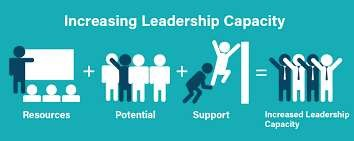 Increasing Leadership Capacity
+ + =
Resources Potential Support Increased Leadership
Capacity